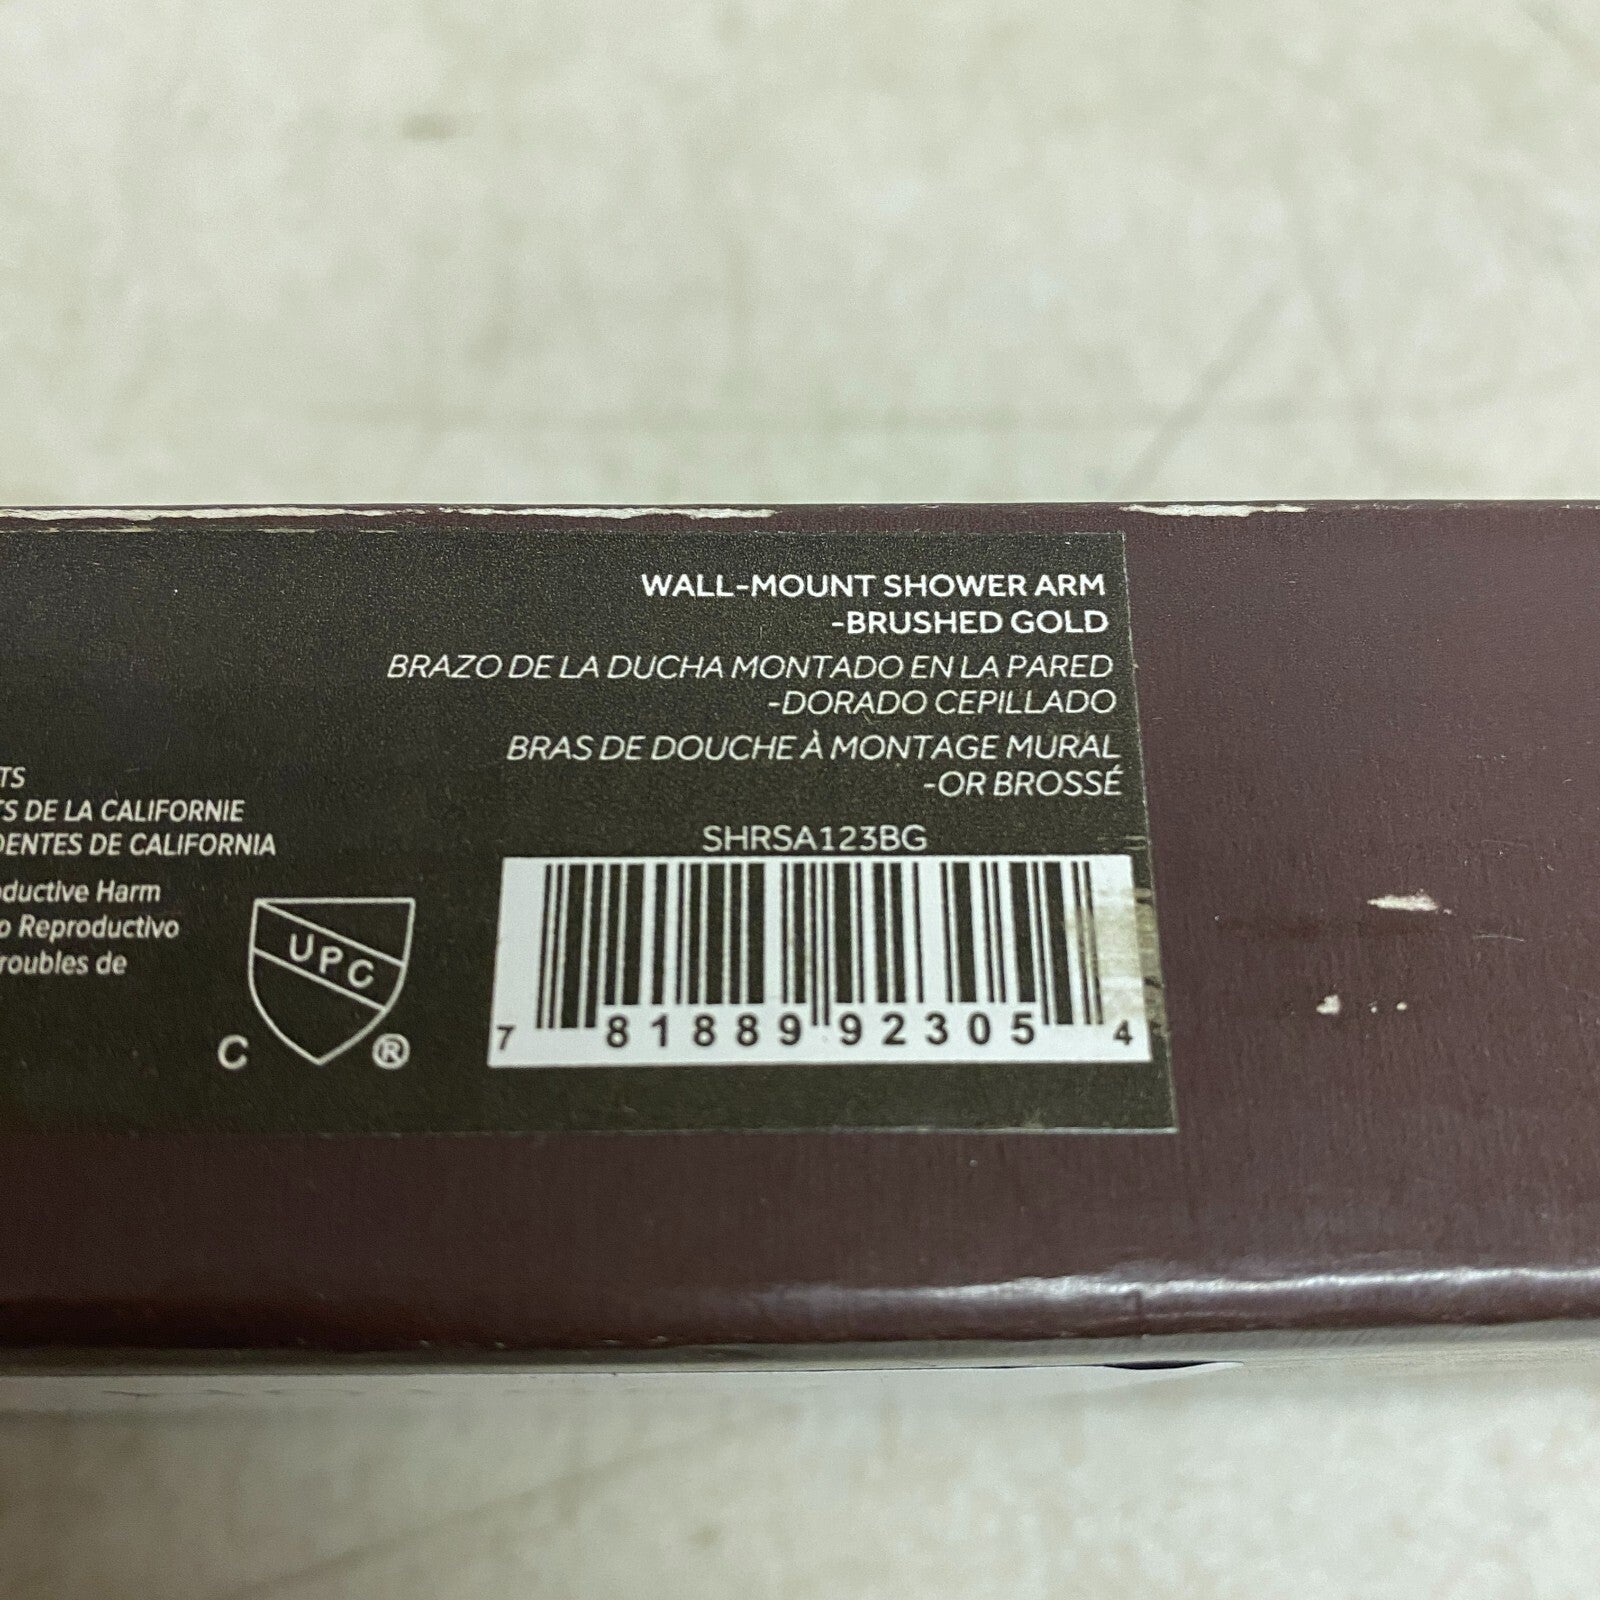 WALL-MOUNT SHOWER ARM
-BRUSHED GOLD
BRAZO DE LA DUCHA MONTADO EN LA PARED
-DORADO CEPILLADO
BRAS DE DOUCHE À MONTAGE MURAL
-OR BROSSÉ
SHRSA123BG
7 81889 92305 4
TS
TS DE LA CALIFORNIE
DENTES DE CALIFORNIA
oductive Harm
o Reproductivo
roubles de
UPC
C ®